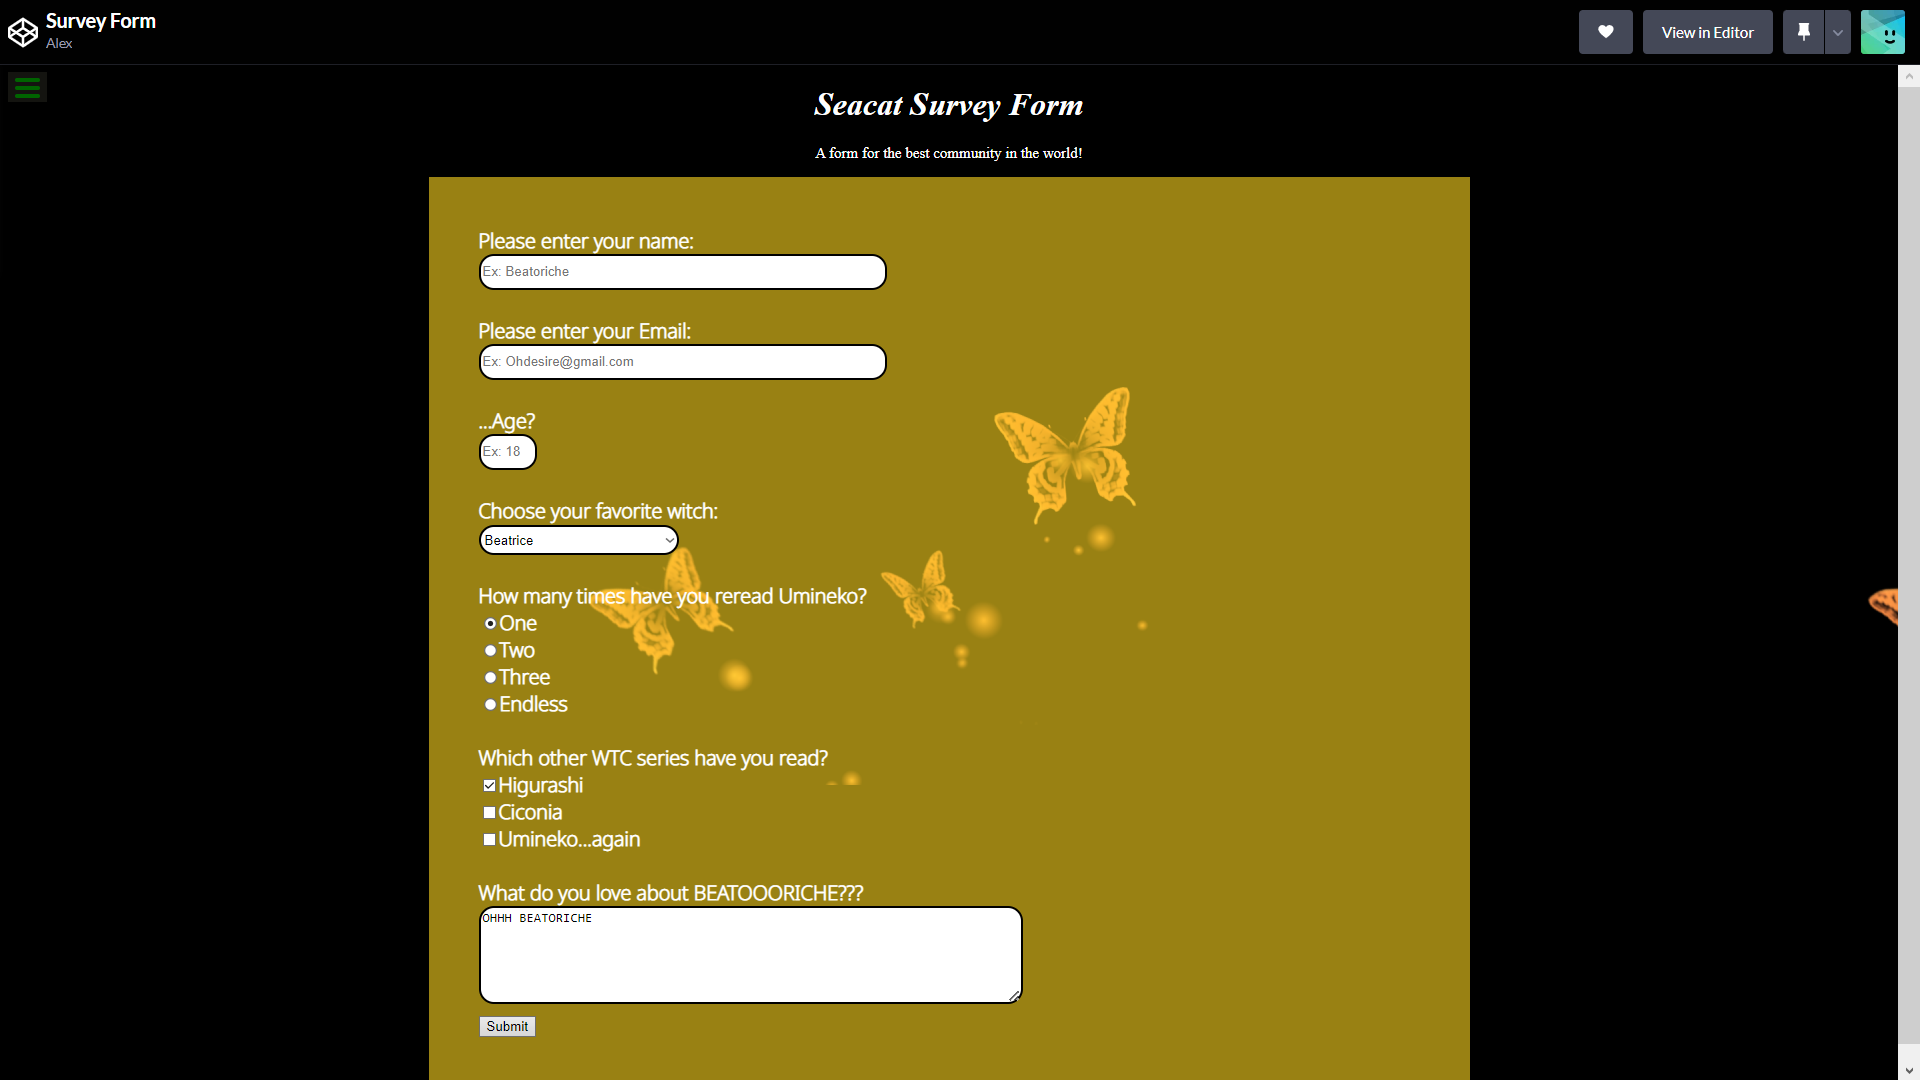 Survey Form
Alex
View in Editor
Seacat Survey Form
A form for the best community in the world!
Please enter your name:
Ex: Beatoriche
Please enter your Email:
Ex: Ohdesire@gmail.com
...Age?
Ex: 18
Choose your favorite witch:
Beatrice
How many times have you reread Umineko?
One
Two
Three
Endless
Which other WTC series have you read?
Higurashi
Ciconia
Umineko...again
What do you love about BEATOOORICHE???
OHHH BEATORICHE
Submit